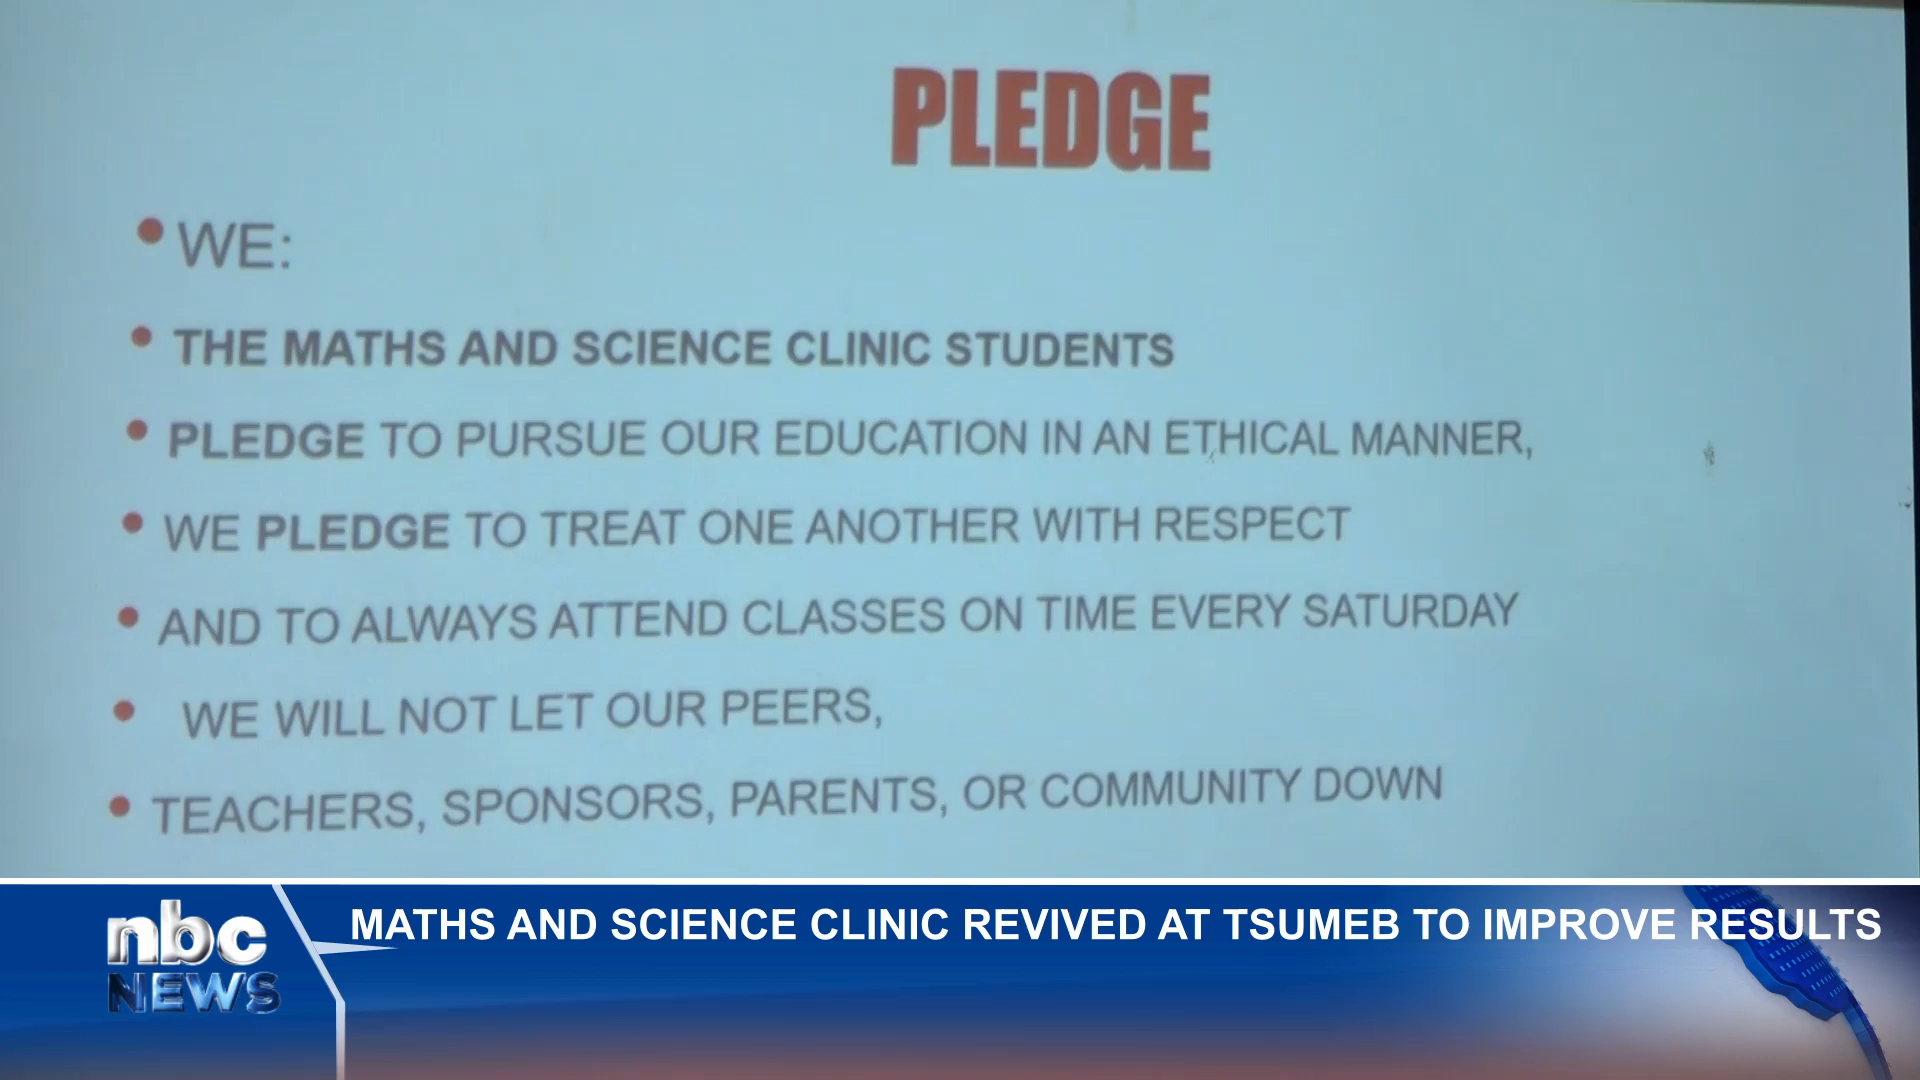 PLEDGE
• WE:
• THE MATHS AND SCIENCE CLINIC STUDENTS
• PLEDGE TO PURSUE OUR EDUCATION IN AN ETHICAL MANNER,
• WE PLEDGE TO TREAT ONE ANOTHER WITH RESPECT
• AND TO ALWAYS ATTEND CLASSES ON TIME EVERY SATURDAY
• WE WILL NOT LET OUR PEERS,
• TEACHERS, SPONSORS, PARENTS, OR COMMUNITY DOWN
nbc
NEWS
MATHS AND SCIENCE CLINIC REVIVED AT TSUMEB TO IMPROVE RESULTS